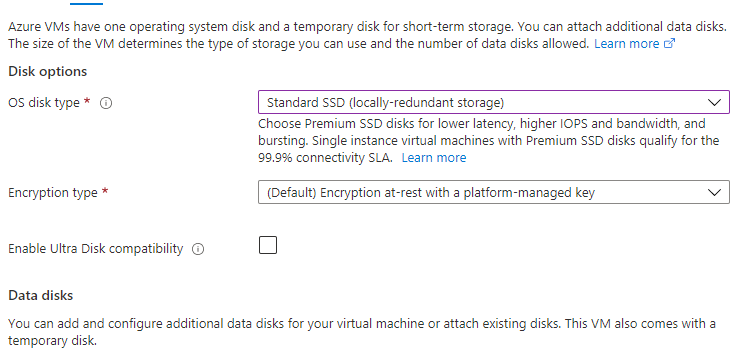 Azure VMs have one operating system disk and a temporary disk for short-term storage. You can attach additional data disks.
The size of the VM determines the type of storage you can use and the number of data disks allowed. Learn more
Disk options
OS disk type *
Standard SSD (locally-redundant storage)
Choose Premium SSD disks for lower latency, higher IOPS and bandwidth, and
bursting. Single instance virtual machines with Premium SSD disks qualify for the
99.9% connectivity SLA. Learn more
Encryption type *
(Default) Encryption at-rest with a platform-managed key
Enable Ultra Disk compatibility
Data disks
You can add and configure additional data disks for your virtual machine or attach existing disks. This VM also comes with a
temporary disk.